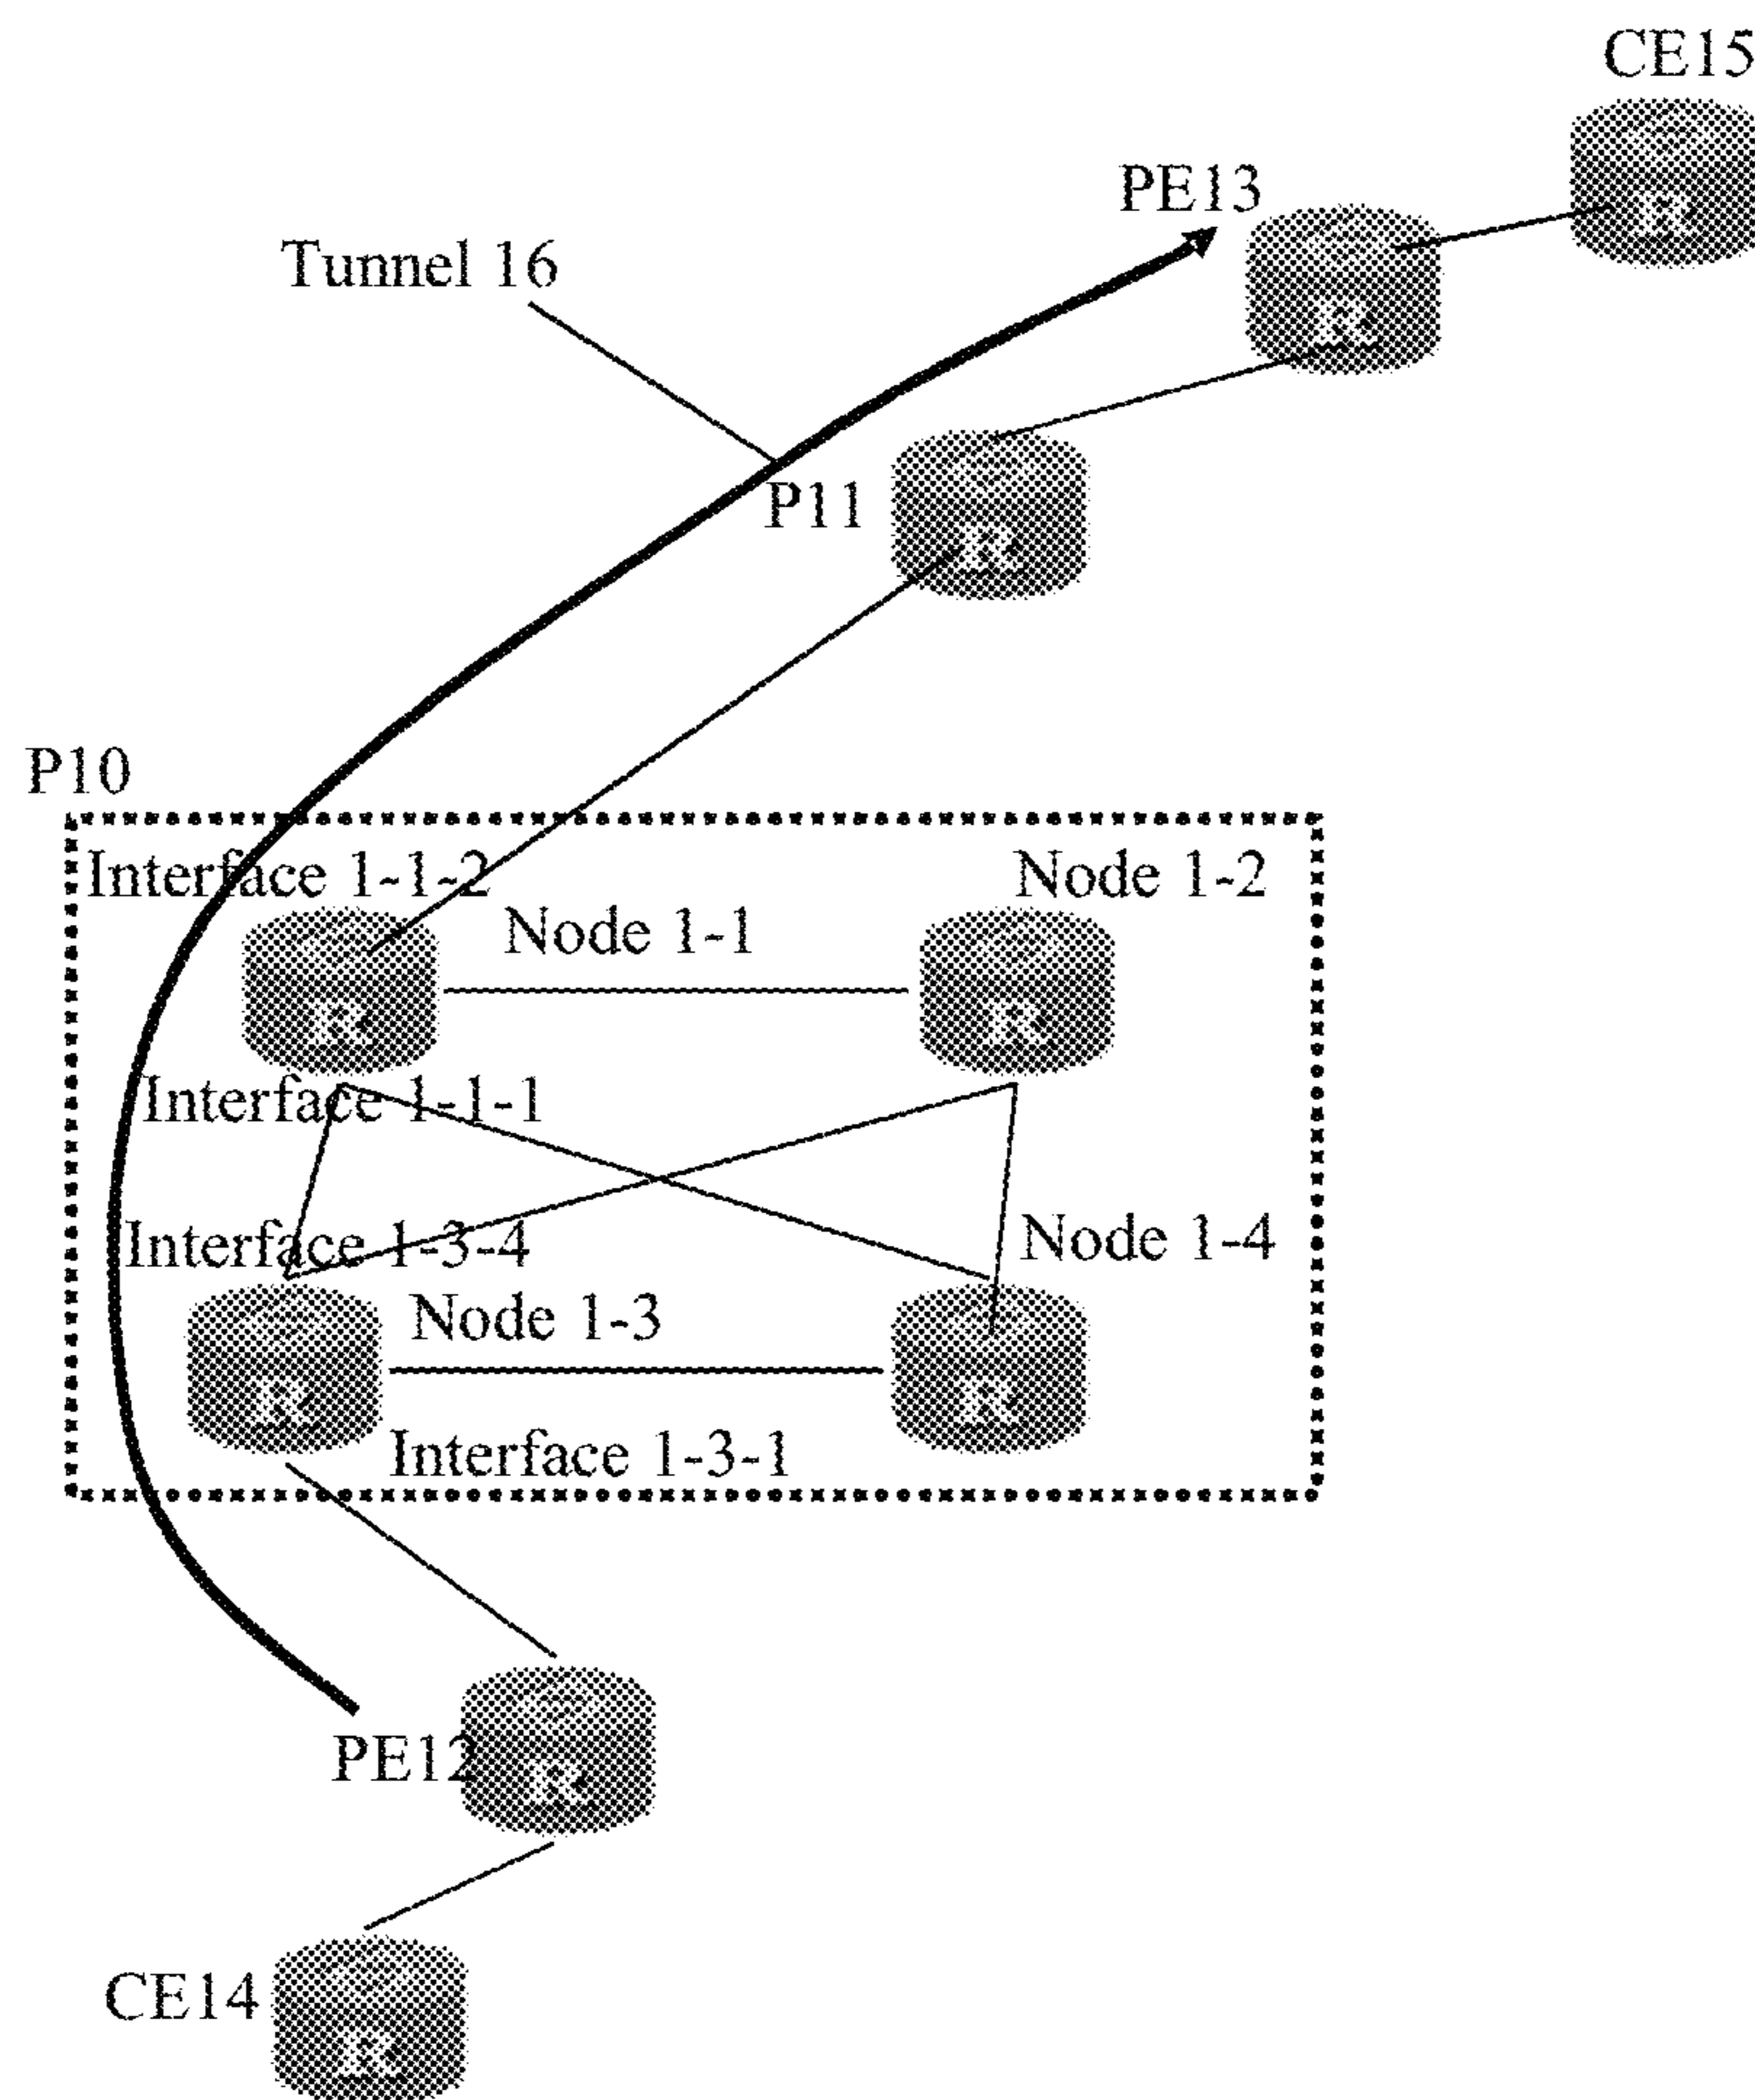 CE15
PE13
Tunnel 16
R
R
P11
R
P10
Interface 1-1-2
Node 1-2
Node 1-1
R
R
Interface 1-1-1
Interface 1-3-4
Node 1-4
Node 1-3
R
R
Interface 1-3-1
PE12
R
CE14
R